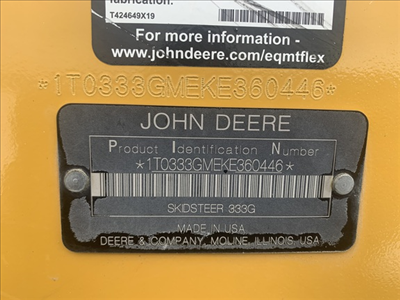 fabrication.
T424649X19
For more information:
www.johndeere.com/eqmtflex
*1T0333GMEKE360446*
JOHN DEERE
Product Identification Number
*1T0333GMEKE360446*
SKIDSTEER 333G
MADE IN USA
DEERE & COMPANY, MOLINE, ILLINOIS, USA